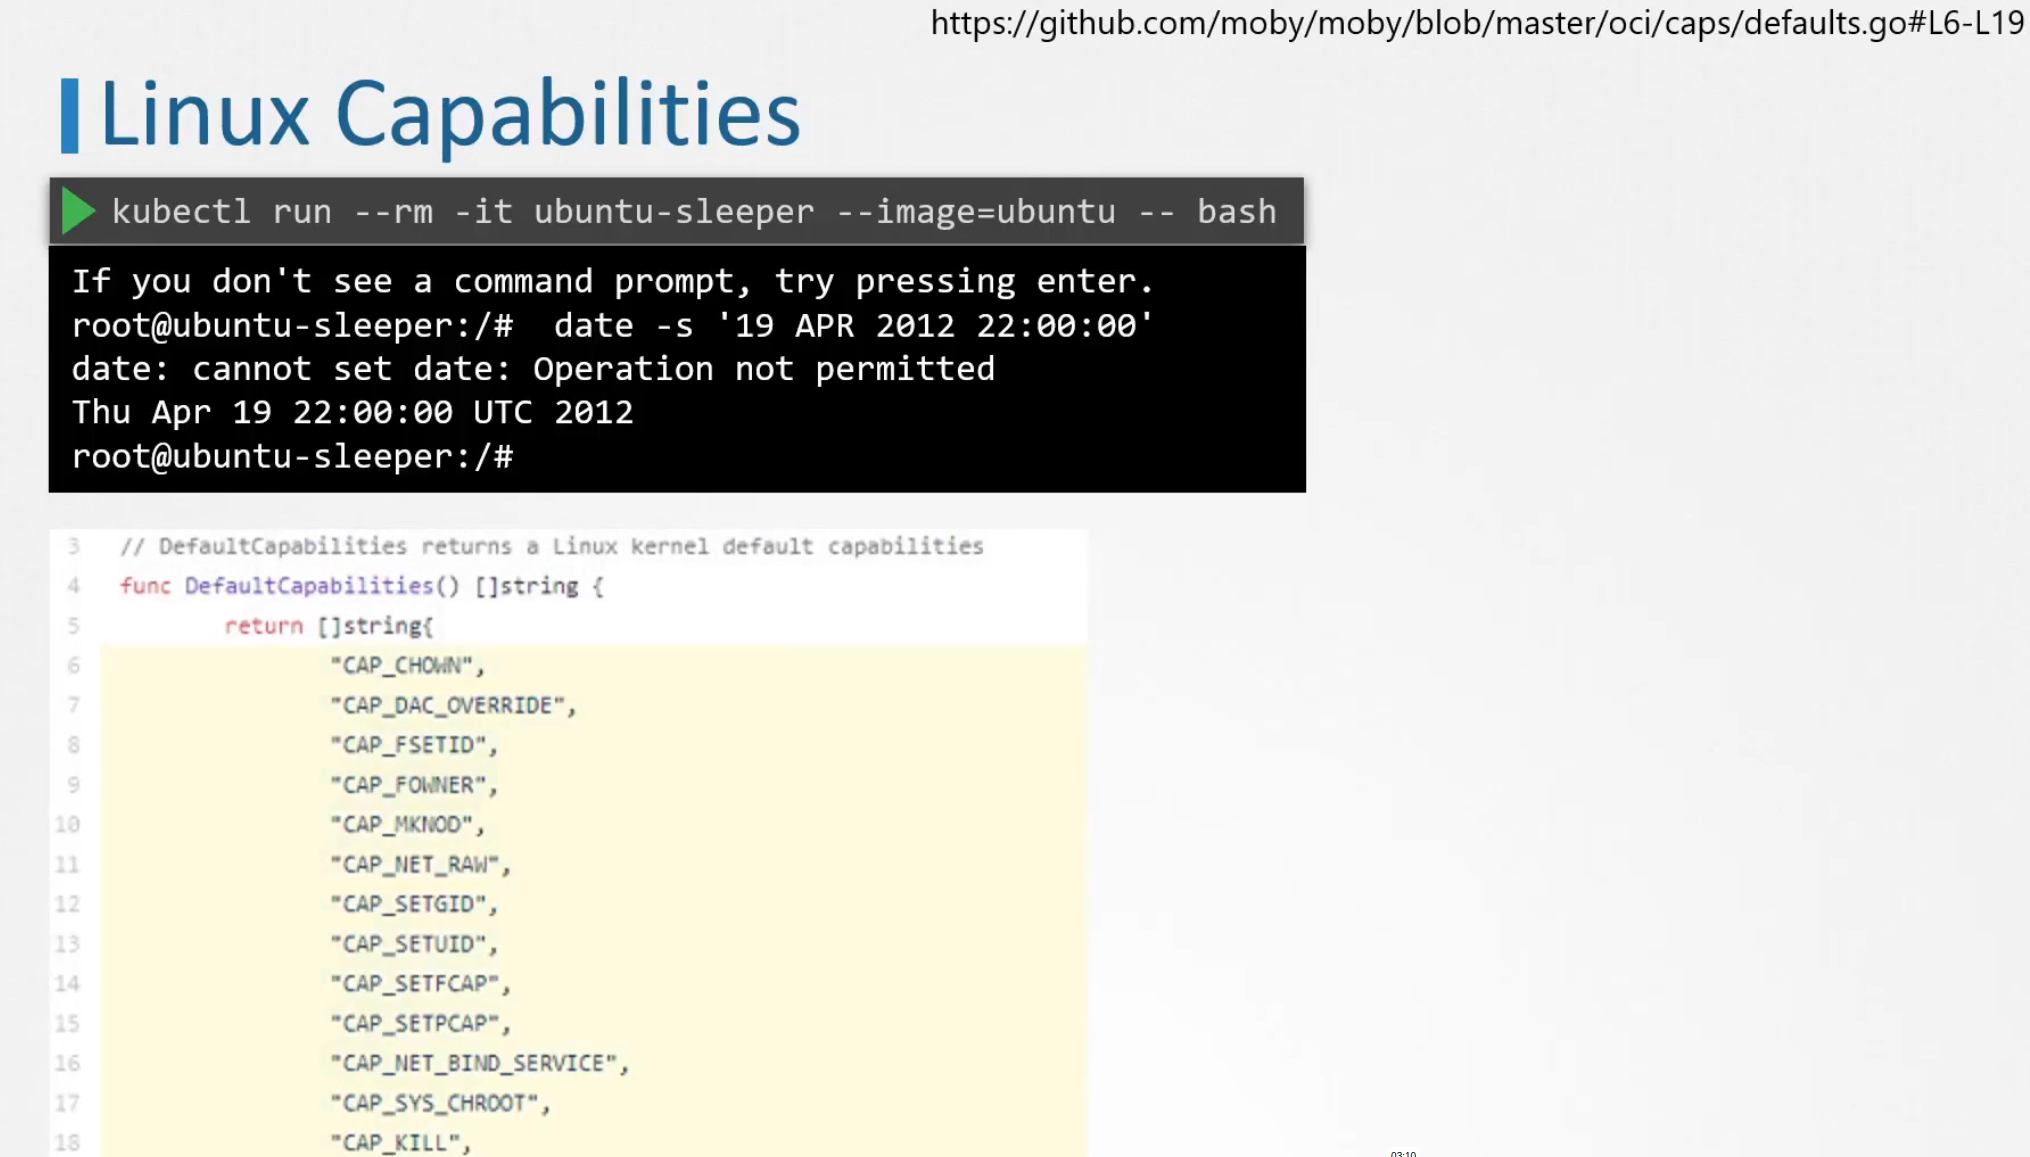 https://github.com/moby/moby/blob/master/oci/caps/defaults.go#L6-L19
Linux Capabilities
kubectl run --rm -it ubuntu-sleeper --image=ubuntu -- bash
If you don't see a command prompt, try pressing enter.
root@ubuntu-sleeper:/#  date -s '19 APR 2012 22:00:00'
date: cannot set date: Operation not permitted
Thu Apr 19 22:00:00 UTC 2012
root@ubuntu-sleeper:/#
3 // DefaultCapabilities returns a Linux kernel default capabilities
4 func DefaultCapabilities() []string {
5 return []string{
6 "CAP_CHOWN",
7 "CAP_DAC_OVERRIDE",
8 "CAP_FSETID",
9 "CAP_FOWNER",
10 "CAP_MKNOD",
11 "CAP_NET_RAW",
12 "CAP_SETGID",
13 "CAP_SETUID",
14 "CAP_SETFCAP",
15 "CAP_SETPCAP",
16 "CAP_NET_BIND_SERVICE",
17 "CAP_SYS_CHROOT",
18 "CAP_KILL",
03:10